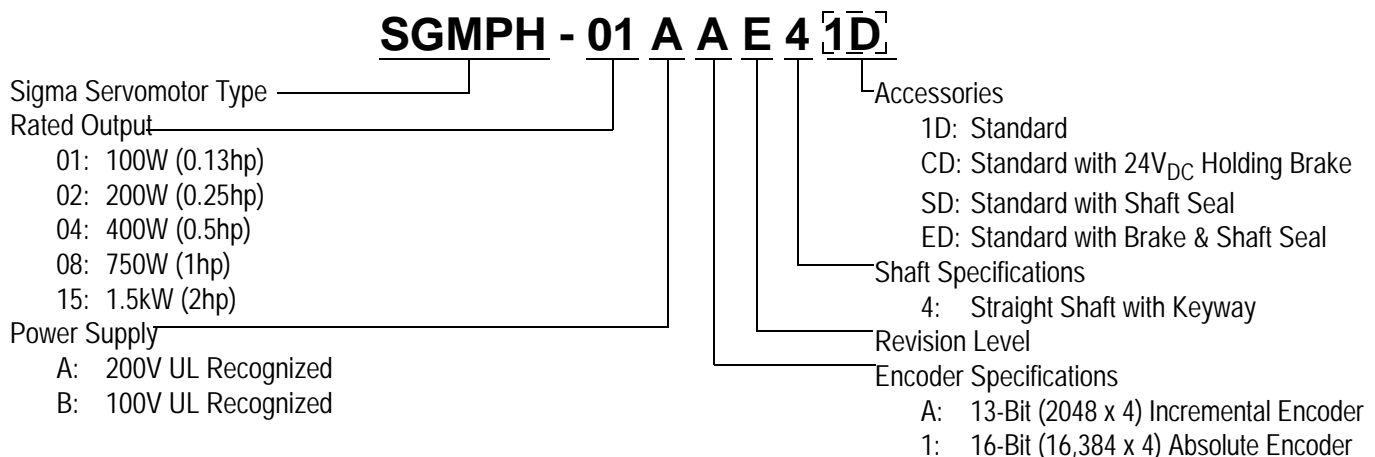 SGMPH - 01 A A E 4 1D
Sigma Servomotor Type
Rated Output
01: 100W (0.13hp)
02: 200W (0.25hp)
04: 400W (0.5hp)
08: 750W (1hp)
15: 1.5kW (2hp)
Power Supply
A: 200V UL Recognized
B: 100V UL Recognized
Accessories
1D: Standard
CD: Standard with 24VDC Holding Brake
SD: Standard with Shaft Seal
ED: Standard with Brake & Shaft Seal
Shaft Specifications
4: Straight Shaft with Keyway
Revision Level
Encoder Specifications
A: 13-Bit (2048 x 4) Incremental Encoder
1: 16-Bit (16,384 x 4) Absolute Encoder